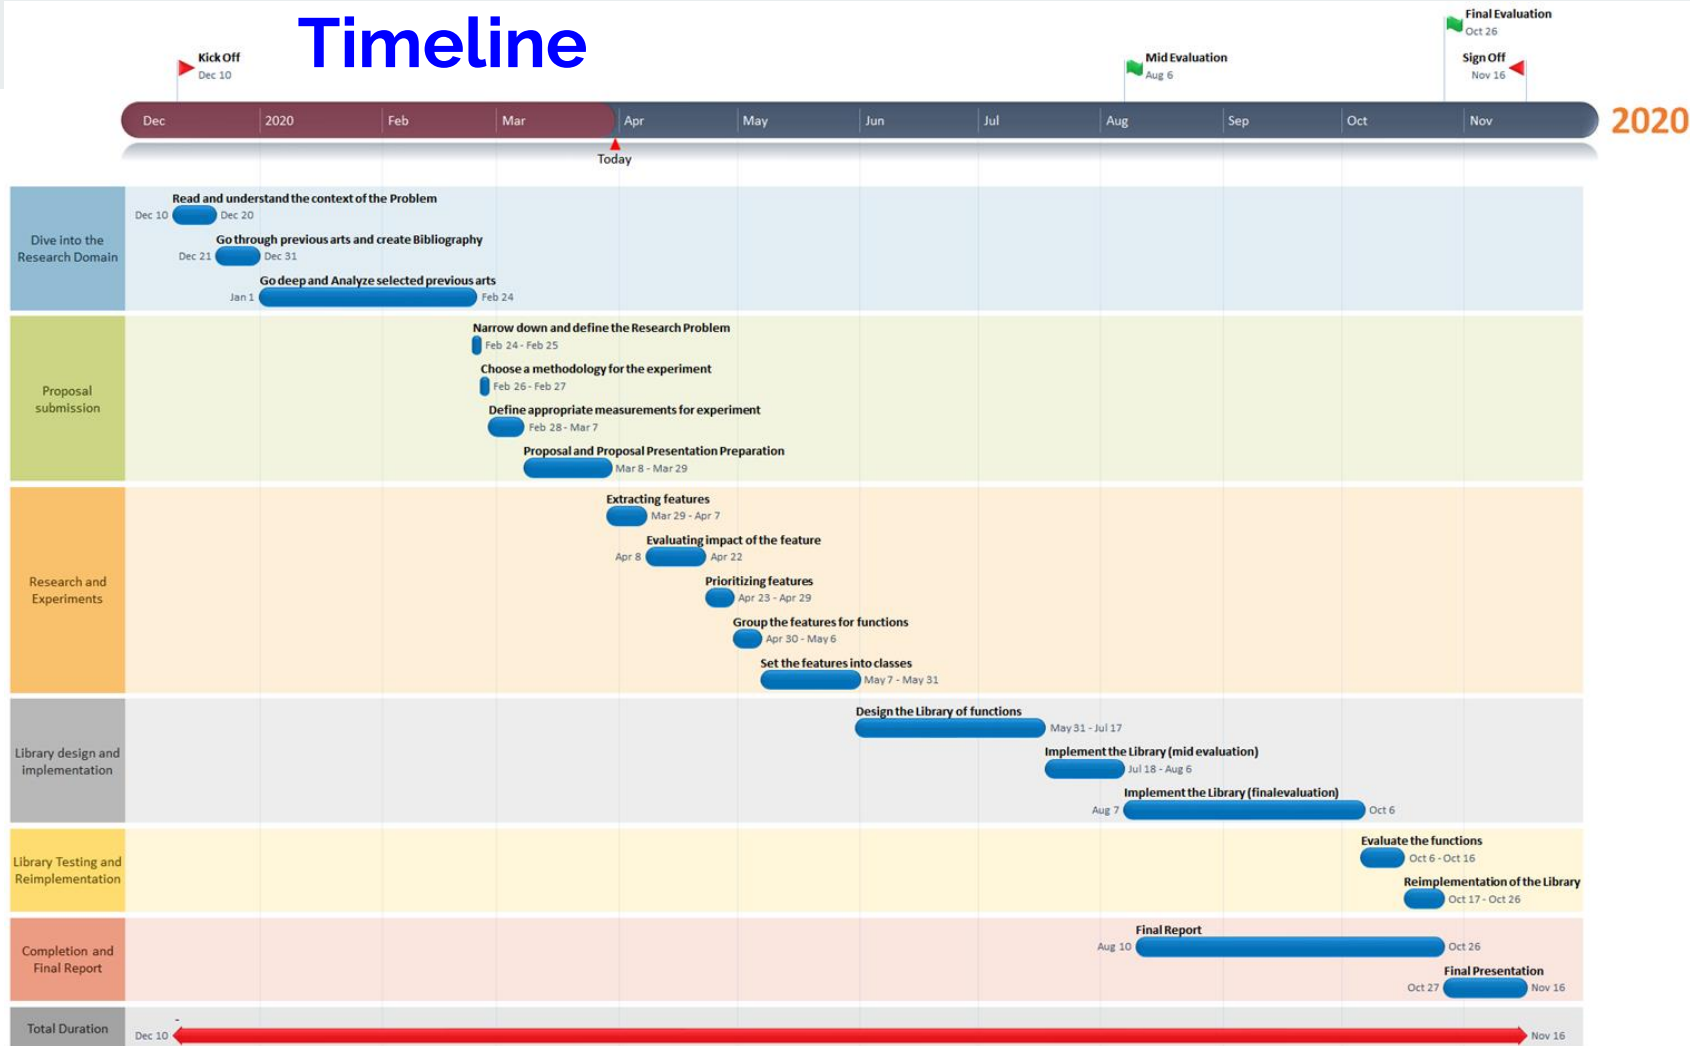 Timeline
Final Evaluation
Oct 26
Kick Off
Dec 10
Mid Evaluation
Aug 6
Sign Off
Nov 16
Dec 2020 Feb Mar Apr May Jun Jul Aug Sep Oct Nov 2020
Today
Dive into the
Research Domain
Read and understand the context of the Problem
Dec 10 Dec 20
Go through previous arts and create Bibliography
Dec 21 Dec 31
Go deep and Analyze selected previous arts
Jan 1 Feb 24
Proposal
submission
Narrow down and define the Research Problem
Feb 24 - Feb 25
Choose a methodology for the experiment
Feb 26 - Feb 27
Define appropriate measurements for experiment
Feb 28 - Mar 7
Proposal and Proposal Presentation Preparation
Mar 8 - Mar 29
Research and
Experiments
Extracting features
Mar 29 - Apr 7
Evaluating impact of the feature
Apr 8 Apr 22
Prioritizing features
Apr 23 - Apr 29
Group the features for functions
Apr 30 - May 6
Set the features into classes
May 7 - May 31
Library design and
implementation
Design the Library of functions
May 31 - Jul 17
Implement the Library (mid evaluation)
Jul 18 - Aug 6
Implement the Library (finalevaluation)
Aug 7 Oct 6
Library Testing and
Reimplementation
Evaluate the functions
Oct 6 - Oct 16
Reimplementation of the Library
Oct 17 - Oct 26
Completion and
Final Report
Final Report
Aug 10 Oct 26
Final Presentation
Oct 27 Nov 16
Total Duration
-
Dec 10 Nov 16